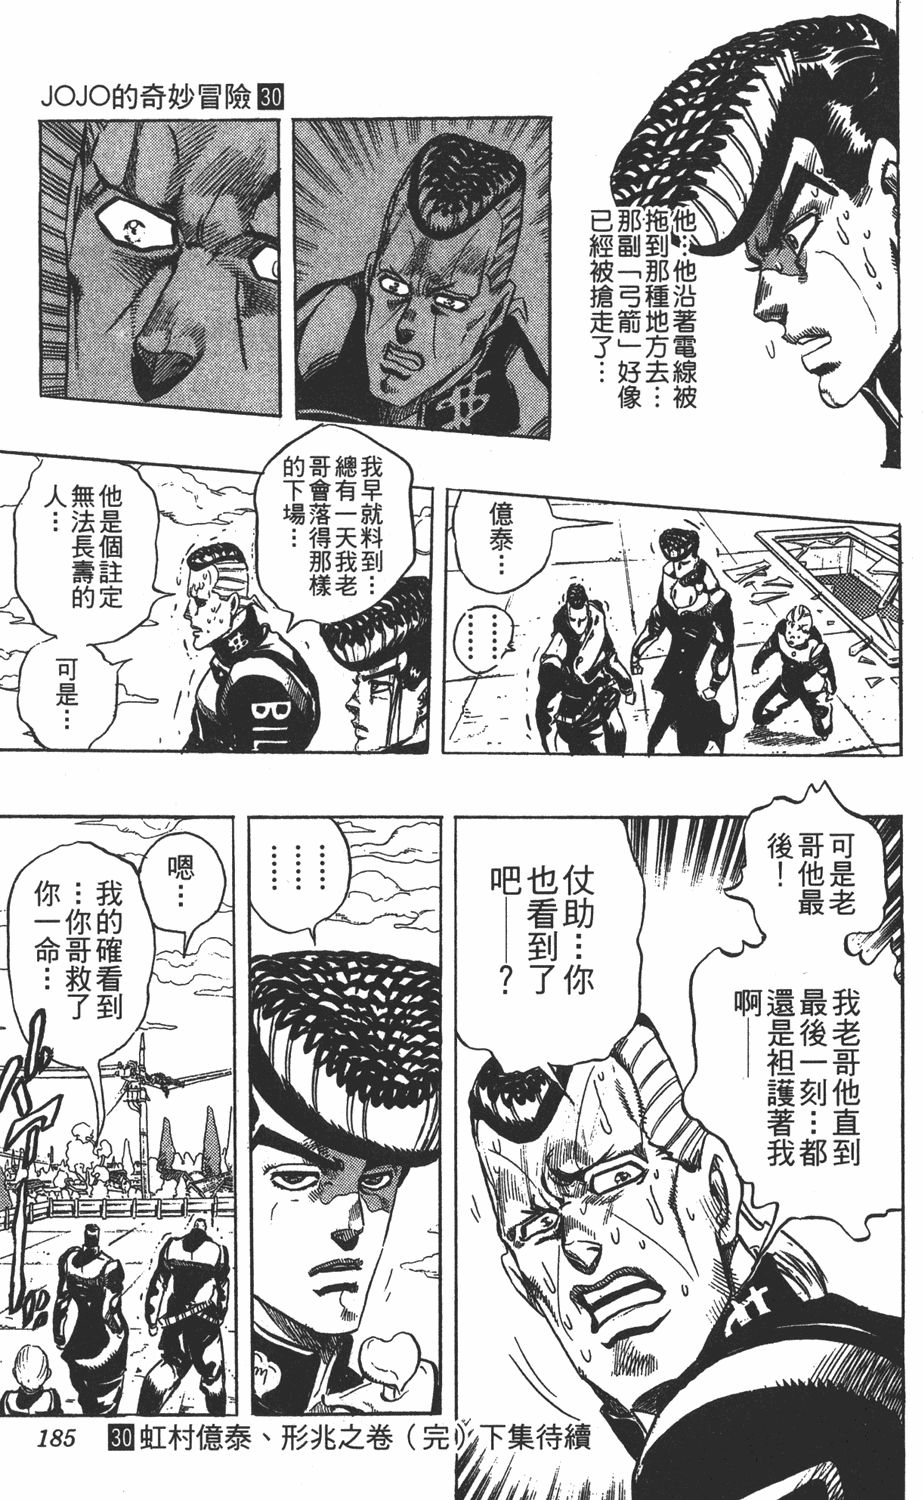 JOJO的奇妙冒險30
他…他沿著電線被
拖到那種地方去…
那副「弓箭」好像
已經被搶走了…
億泰…
………
………
我早就料到…
總有一天我老
哥會落得那樣
的下場…
他是個註定
無法長壽的
人…
可是…
可是老
哥他最
後！
我老哥他直到
最後一刻…都
還是袒護著我
啊——
仗助…你
也看到了
吧——？
………
………
………
嗯…
我的確看到
…你哥救了
你一命…
BIL
185
30虹村億泰、形兆之卷（完）下集待續